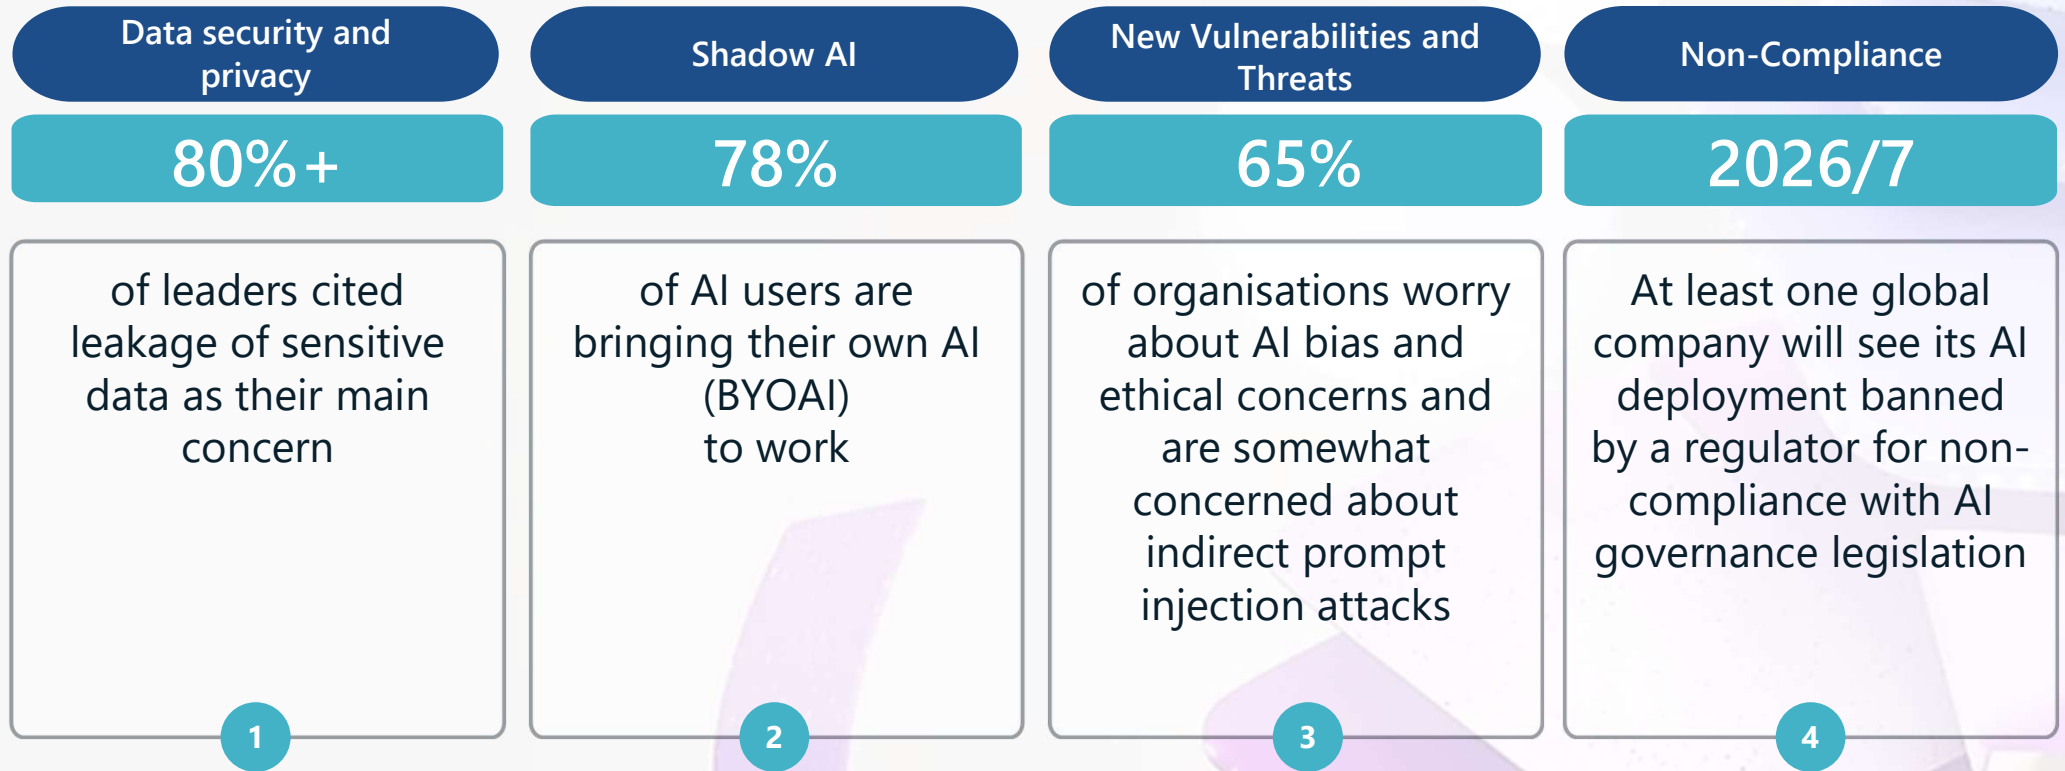 Data security and
privacy
80%+
of leaders cited
leakage of sensitive
data as their main
concern
1
Shadow AI
78%
of AI users are
bringing their own AI
(BYOAI)
to work
2
New Vulnerabilities and
Threats
65%
of organisations worry
about AI bias and
ethical concerns and
are somewhat
concerned about
indirect prompt
injection attacks
3
Non-Compliance
2026/7
At least one global
company will see its AI
deployment banned
by a regulator for non-
compliance with AI
governance legislation
4